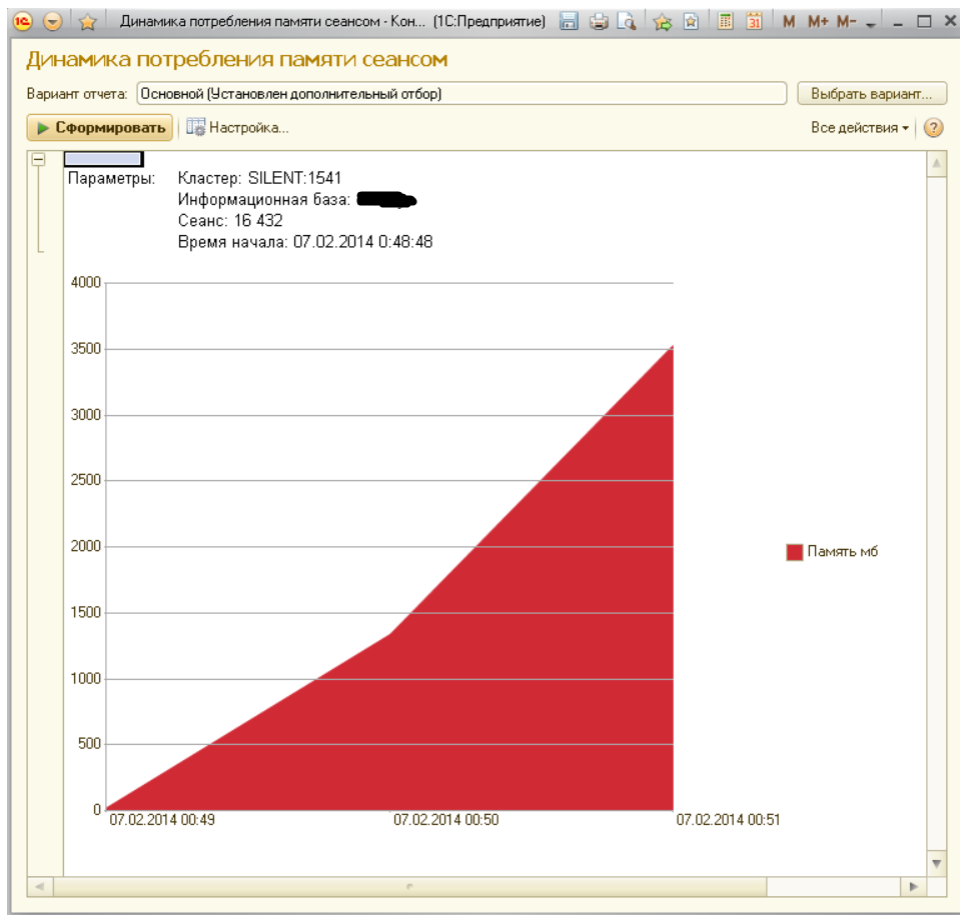 1С Динамика потребления памяти сеансом - Кон... (1С:Предприятие) 31 M M+ M-
Динамика потребления памяти сеансом
Вариант отчета: Основной (Установлен дополнительный отбор) Выбрать вариант...
Сформировать Настройка... Все действия ?
Параметры: Кластер: SILENT:1541
Информационная база:
Сеанс: 16 432
Время начала: 07.02.2014 0:48:48
4000
3500
3000
2500
2000
Память мб
1500
1000
500
0
07.02.2014 00:49 07.02.2014 00:50 07.02.2014 00:51